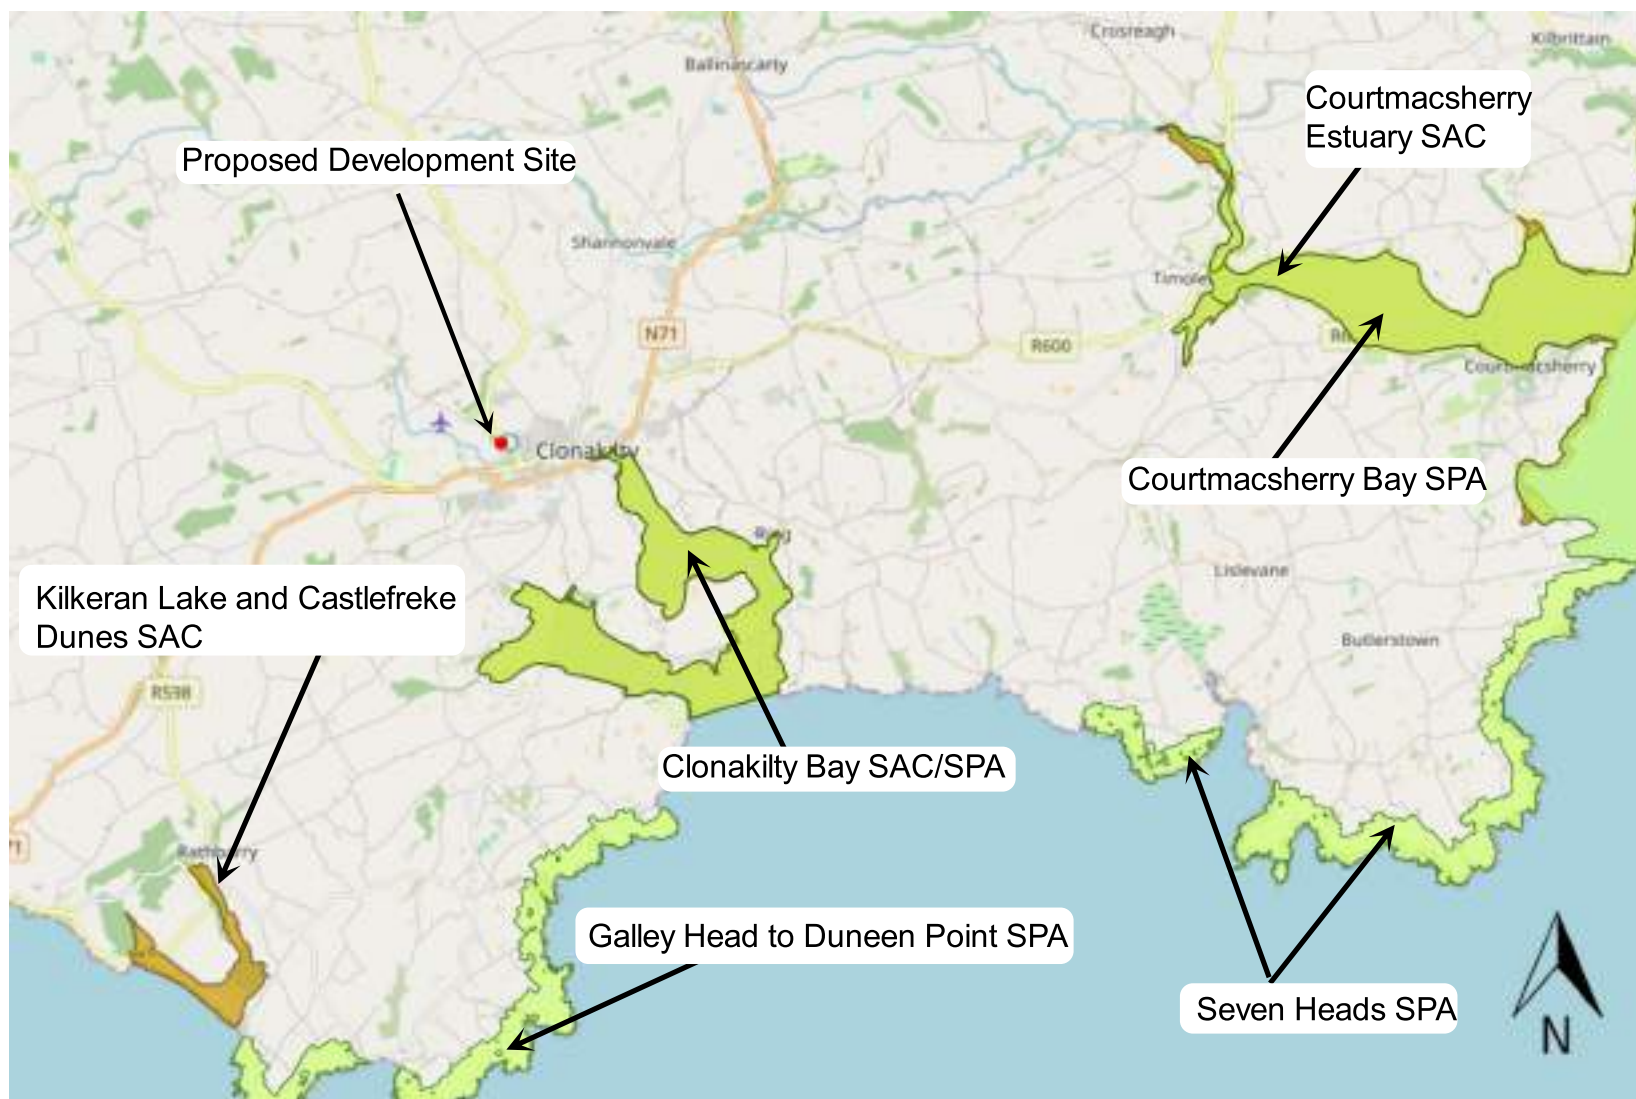 Crosreagh
Kilbrittain
Ballinascarty
Courtmacsherry
Estuary SAC
Proposed Development Site
Shannonvale
N71
R600
Courtmacsherry
Clonakilty
Courtmacsherry Bay SPA
Ring
Lislevane
Kilkeran Lake and Castlefreke
Dunes SAC
Butlerstown
R598
Clonakilty Bay SAC/SPA
Rathbarry
Galley Head to Duneen Point SPA
Seven Heads SPA
N